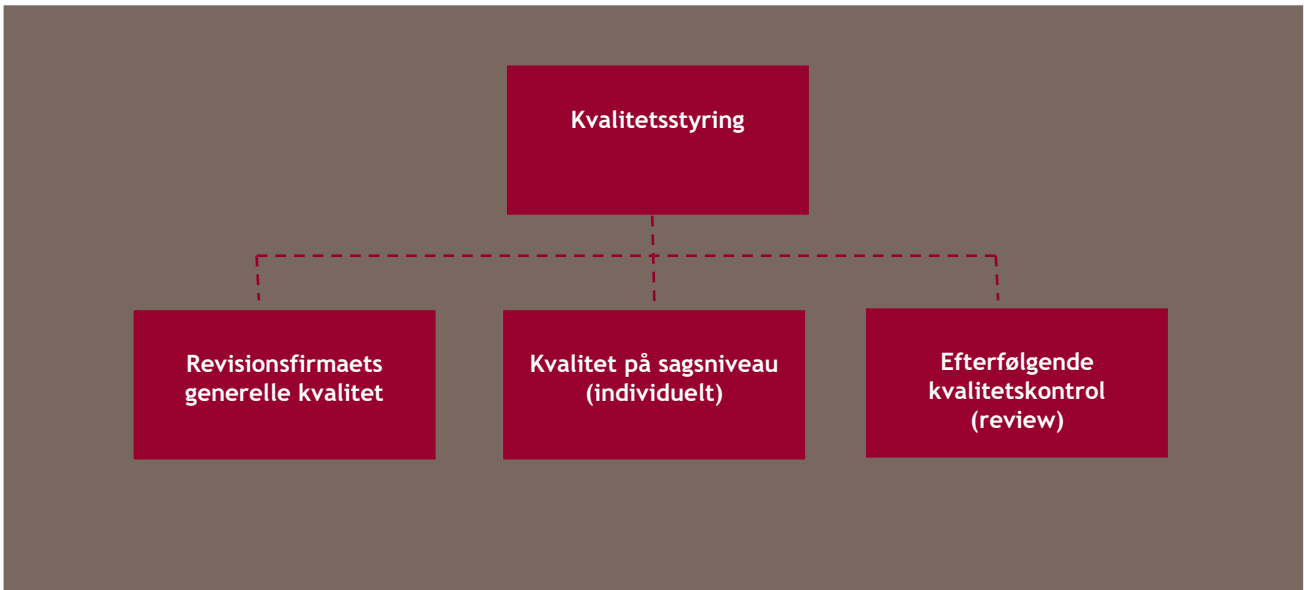 Kvalitetsstyring
Revisionsfirmaets
generelle kvalitet
Kvalitet på sagsniveau
(individuelt)
Efterfølgende
kvalitetskontrol
(review)